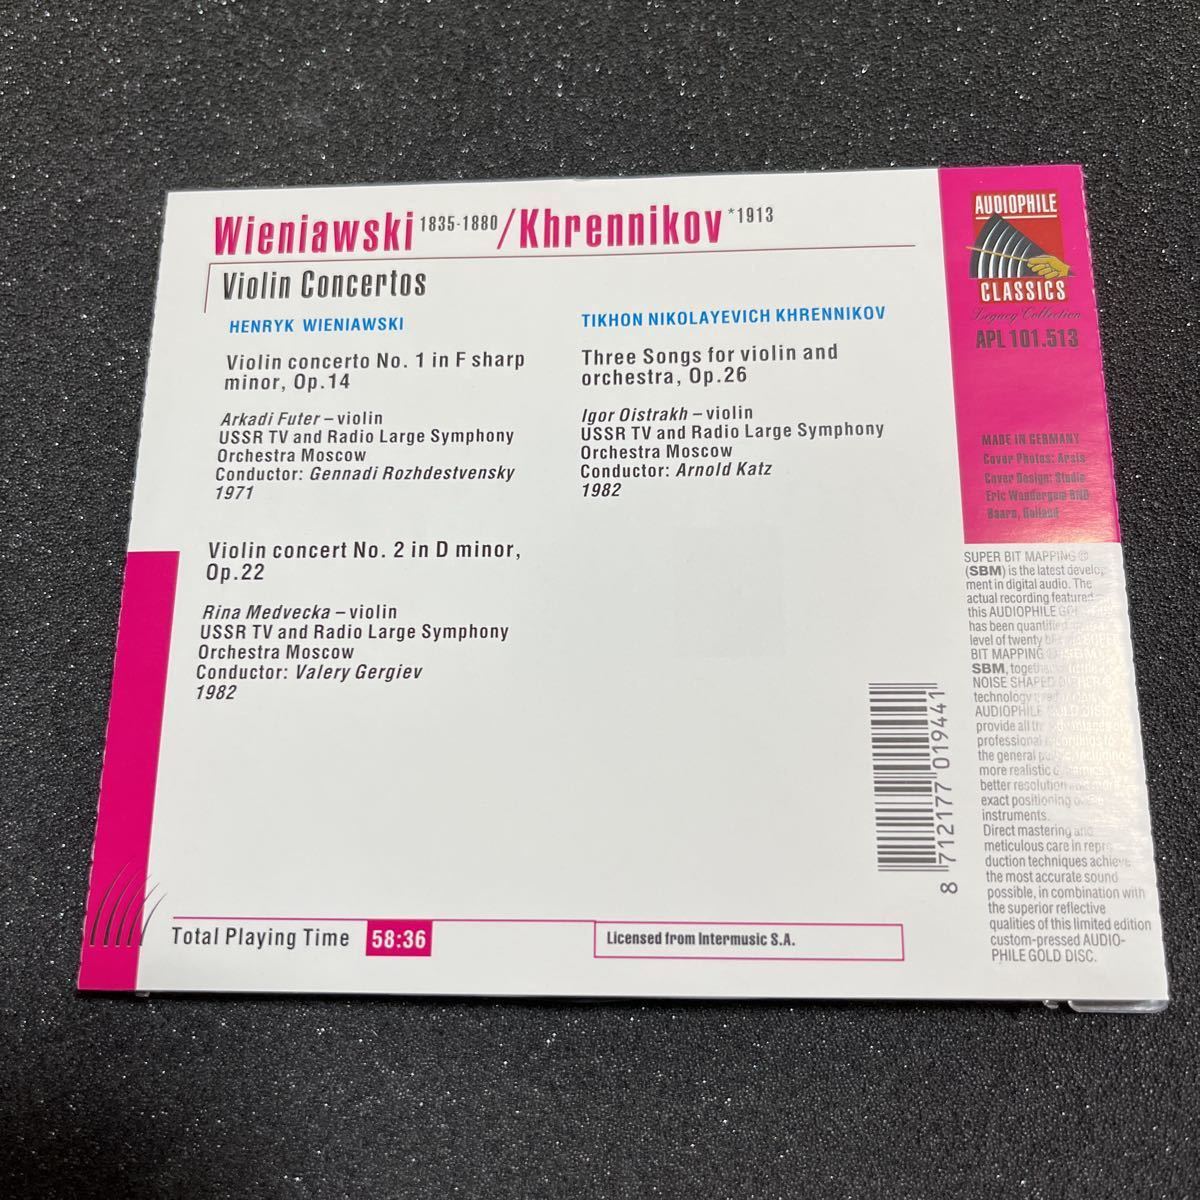 Wieniawski 1835-1880 / Khrennikov *1913
Violin Concertos
HENRYK WIENIAWSKI
Violin concerto No. 1 in F sharp
minor, Op.14
Arkadi Futer – violin
USSR TV and Radio Large Symphony
Orchestra Moscow
Conductor: Gennadi Rozhdestvensky
1971
Violin concert No. 2 in D minor,
Op.22
Rina Medvecka – violin
USSR TV and Radio Large Symphony
Orchestra Moscow
Conductor: Valery Gergiev
1982
TIKHON NIKOLAYEVICH KHRENNIKOV
Three Songs for violin and
orchestra, Op.26
Igor Oistrakh – violin
USSR TV and Radio Large Symphony
Orchestra Moscow
Conductor: Arnold Katz
1982
Total Playing Time 58:36
Licensed from Intermusic S.A.
8 712177 019441
AUDIOPHILE
CLASSICS
Legacy Collection
APL 101.513
MADE IN GERMANY
Cover Photos:
Cover Design: Studio
Eric Wondergem BNO
Baarn, Holland
SUPER BIT MAPPING ®
(SBM) is the latest develop
ment in digital audio. The
actual recording featured
this AUDIOPHILE
has been quantified
level of twenty
BIT MAPPING
SBM,
NOISE SHAPED
technology
AUDIOPHILE
provide all
professional
the general
more realistic
better resolution
exact positioning
instruments.
Direct mastering and
meticulous care in repro
duction techniques achieve
the most accurate sound
possible, in combination with
the superior reflective
qualities of this limited edition
custom-pressed AUDIO-
PHILE GOLD DISC.